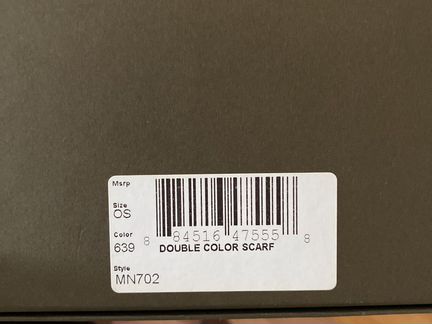 Msrp
Size
OS
Color
639
8 84516 47555 8
DOUBLE COLOR SCARF
Style
MN702